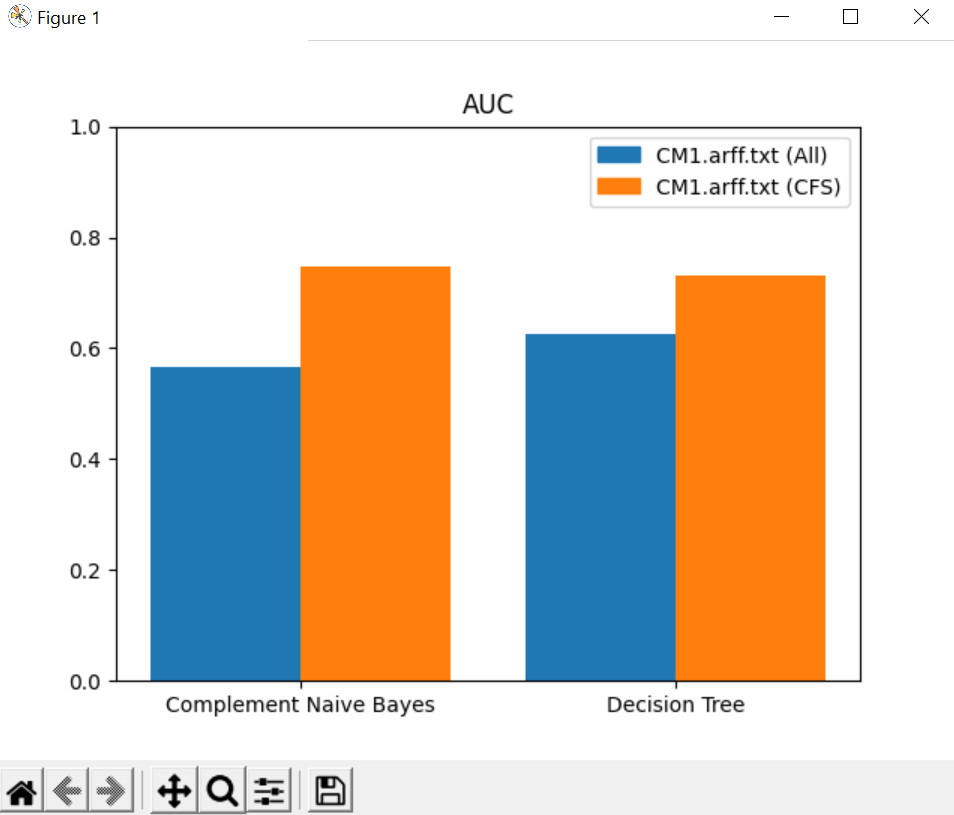 Figure 1
AUC
CM1.arff.txt (All)
CM1.arff.txt (CFS)
1.0
0.8
0.6
0.4
0.2
0.0
Complement Naive Bayes
Decision Tree